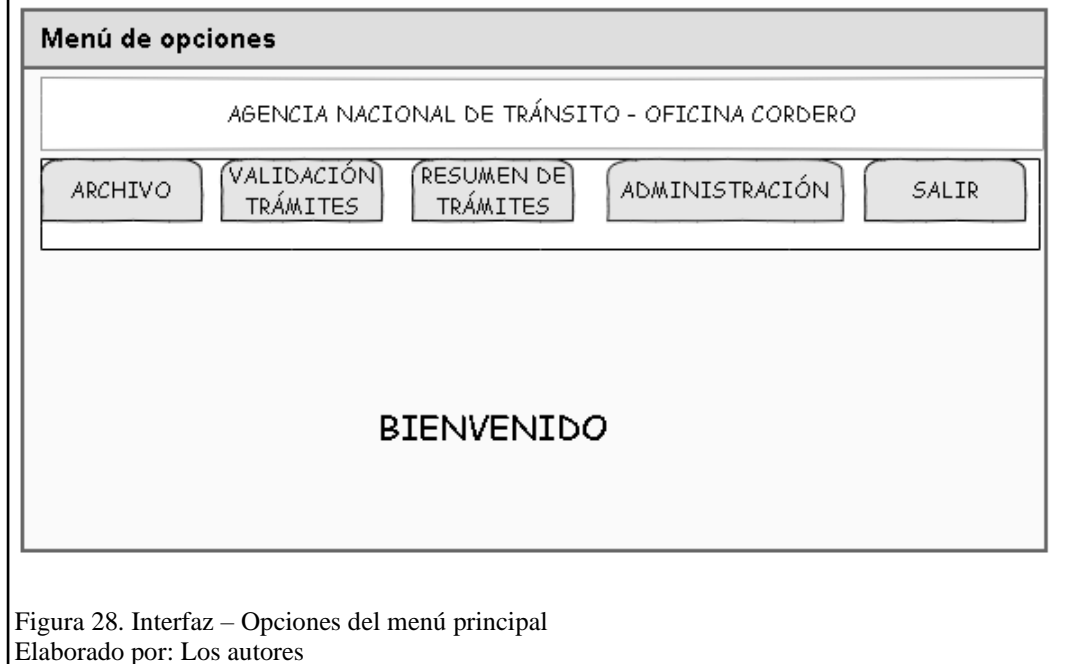 Menú de opciones
AGENCIA NACIONAL DE TRÁNSITO - OFICINA CORDERO
ARCHIVO
VALIDACIÓN
TRÁMITES
RESUMEN DE
TRÁMITES
ADMINISTRACIÓN
SALIR
BIENVENIDO
Figura 28. Interfaz – Opciones del menú principal
Elaborado por: Los autores